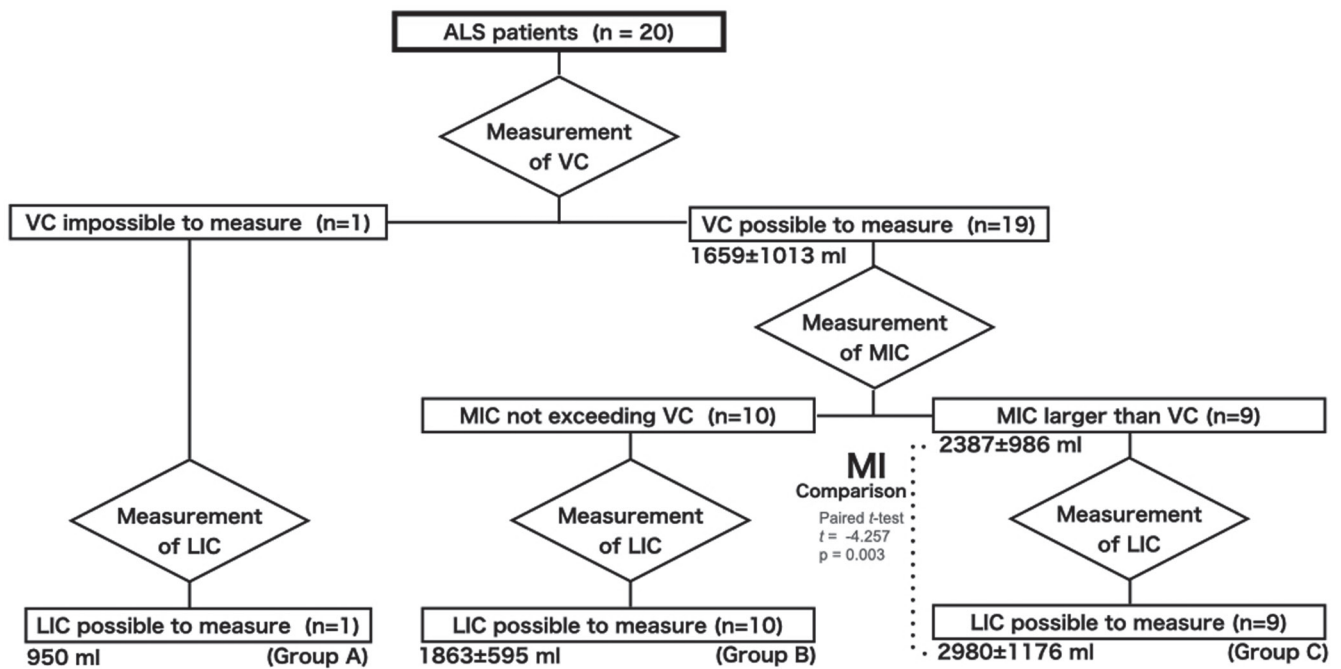 ALS patients (n = 20)
Measurement
of VC
VC impossible to measure (n=1)
VC possible to measure (n=19)
1659±1013 ml
Measurement
of MIC
MIC not exceeding VC (n=10)
MIC larger than VC (n=9)
2387±986 ml
MI
Comparison
Paired t-test
t = -4.257
p = 0.003
Measurement
of LIC
Measurement
of LIC
Measurement
of LIC
LIC possible to measure (n=1)
950 ml (Group A)
LIC possible to measure (n=10)
1863±595 ml (Group B)
LIC possible to measure (n=9)
2980±1176 ml (Group C)